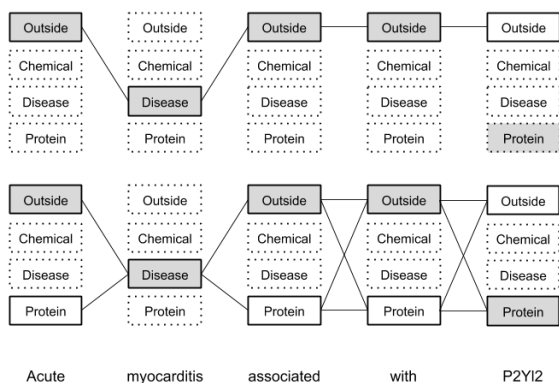 Outside Outside Outside Outside Outside
Chemical Chemical Chemical Chemical Chemical
Disease Disease Disease Disease Disease
Protein Protein Protein Protein Protein
Outside Outside Outside Outside Outside
Chemical Chemical Chemical Chemical Chemical
Disease Disease Disease Disease Disease
Protein Protein Protein Protein Protein
Acute myocarditis associated with P2Yl2